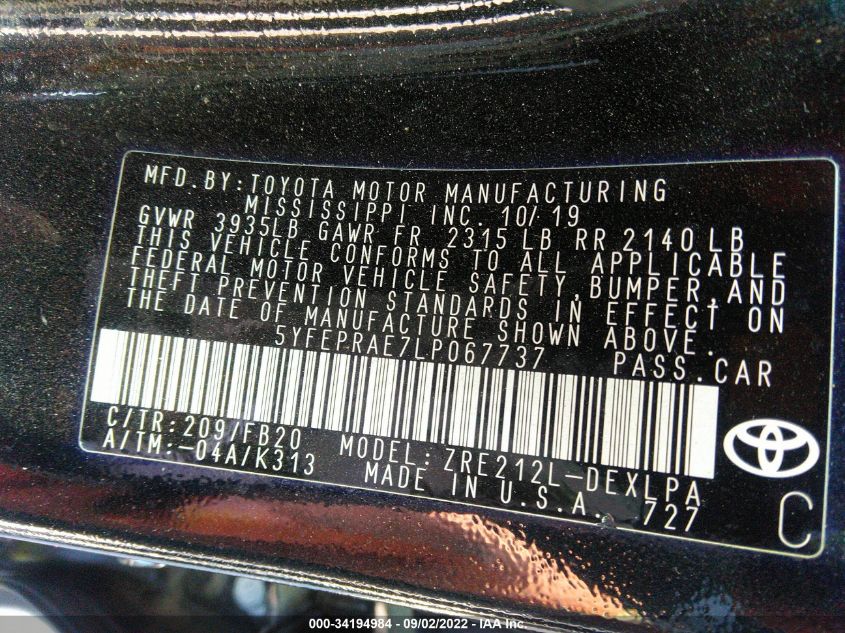 MFD.BY:TOYOTA MOTOR MANUFACTURING
MISSISSIPPI INC. 10/19
GVWR 3935LB GAWR FR 2315 LB RR 2140 LB
THIS VEHICLE CONFORMS TO ALL APPLICABLE
FEDERAL MOTOR VEHICLE SAFETY,BUMPER,AND
THEFT PREVENTION STANDARDS IN EFFECT ON
THE DATE OF MANUFACTURE SHOWN ABOVE.
5YFEPRAE7LP067737 PASS.CAR
C/TR:209/FB20 MODEL:ZRE212L-DEXLPA
A/TM:-04A/K313 MADE IN U.S.A. 727
C
000-34194984 - 09/02/2022 - IAA Inc.